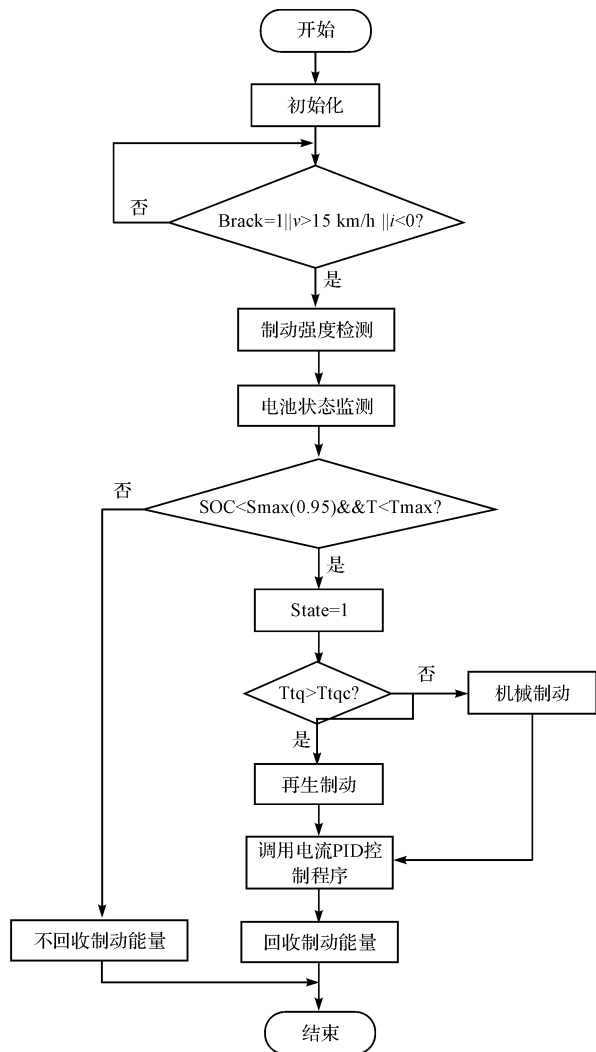 开始
初始化
否
Brack=1||v>15 km/h ||i<0?
是
制动强度检测
电池状态监测
否
SOC<Smax(0.95)&&T<Tmax?
是
State=1
否
Ttq>Ttqc?
机械制动
是
再生制动
调用电流PID控
制程序
不回收制动能量
回收制动能量
结束